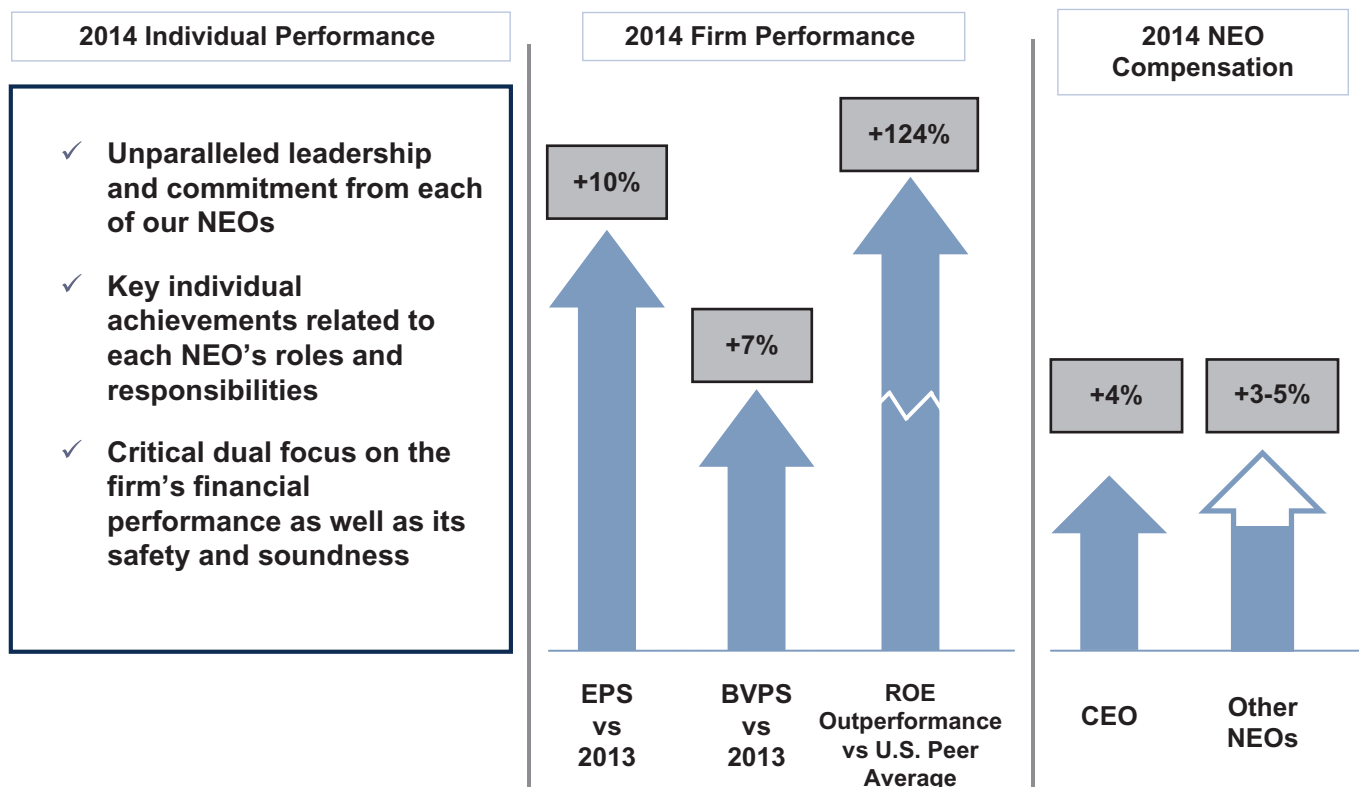 2014 Individual Performance
✓ Unparalleled leadership
and commitment from each
of our NEOs
✓ Key individual
achievements related to
each NEO’s roles and
responsibilities
✓ Critical dual focus on the
firm’s financial
performance as well as its
safety and soundness
2014 Firm Performance
+10%
+7%
+124%
EPS
vs
2013
BVPS
vs
2013
ROE
Outperformance
vs U.S. Peer
Average
2014 NEO
Compensation
+4%
+3-5%
CEO
Other
NEOs